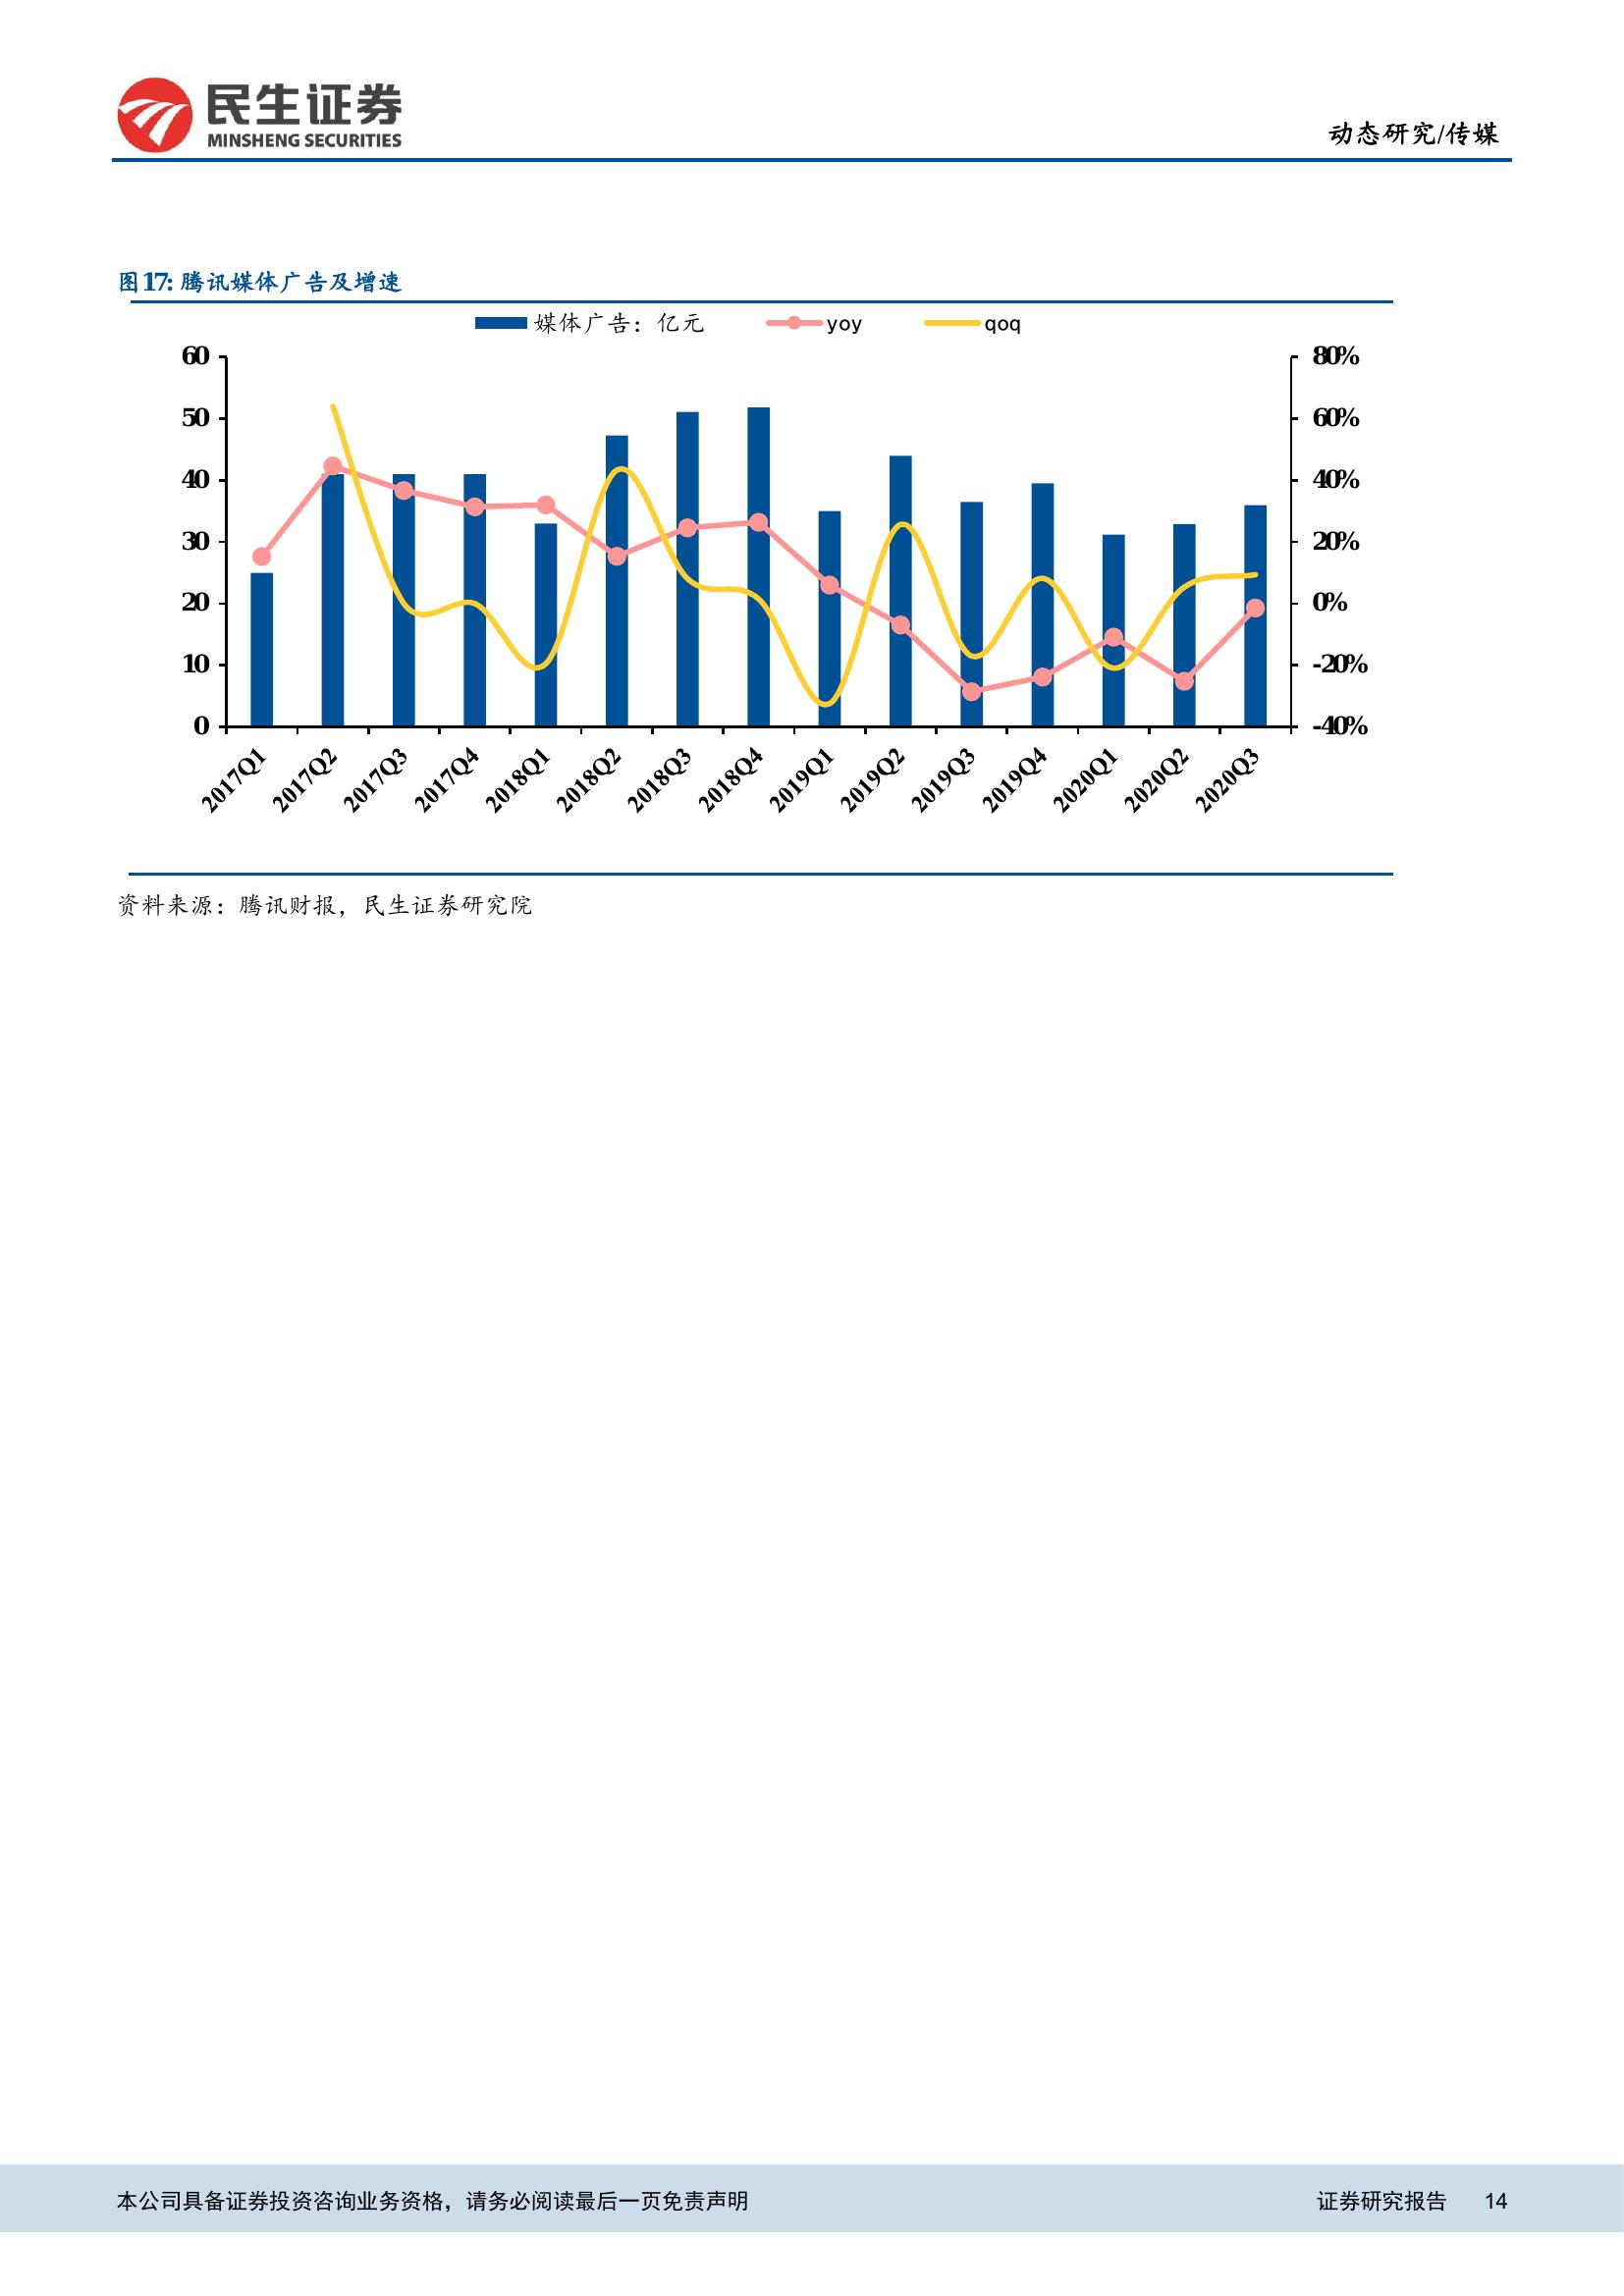 民生证券
MINSHENG SECURITIES
动态研究/传媒
图17: 腾讯媒体广告及增速
媒体广告：亿元 yoy qoq
60 80%
50 60%
40 40%
30 20%
20 0%
10 -20%
0 -40%
2017Q1 2017Q2 2017Q3 2017Q4 2018Q1 2018Q2 2018Q3 2018Q4 2019Q1 2019Q2 2019Q3 2019Q4 2020Q1 2020Q2 2020Q3
资料来源：腾讯财报，民生证券研究院
本公司具备证券投资咨询业务资格，请务必阅读最后一页免责声明 证券研究报告 14